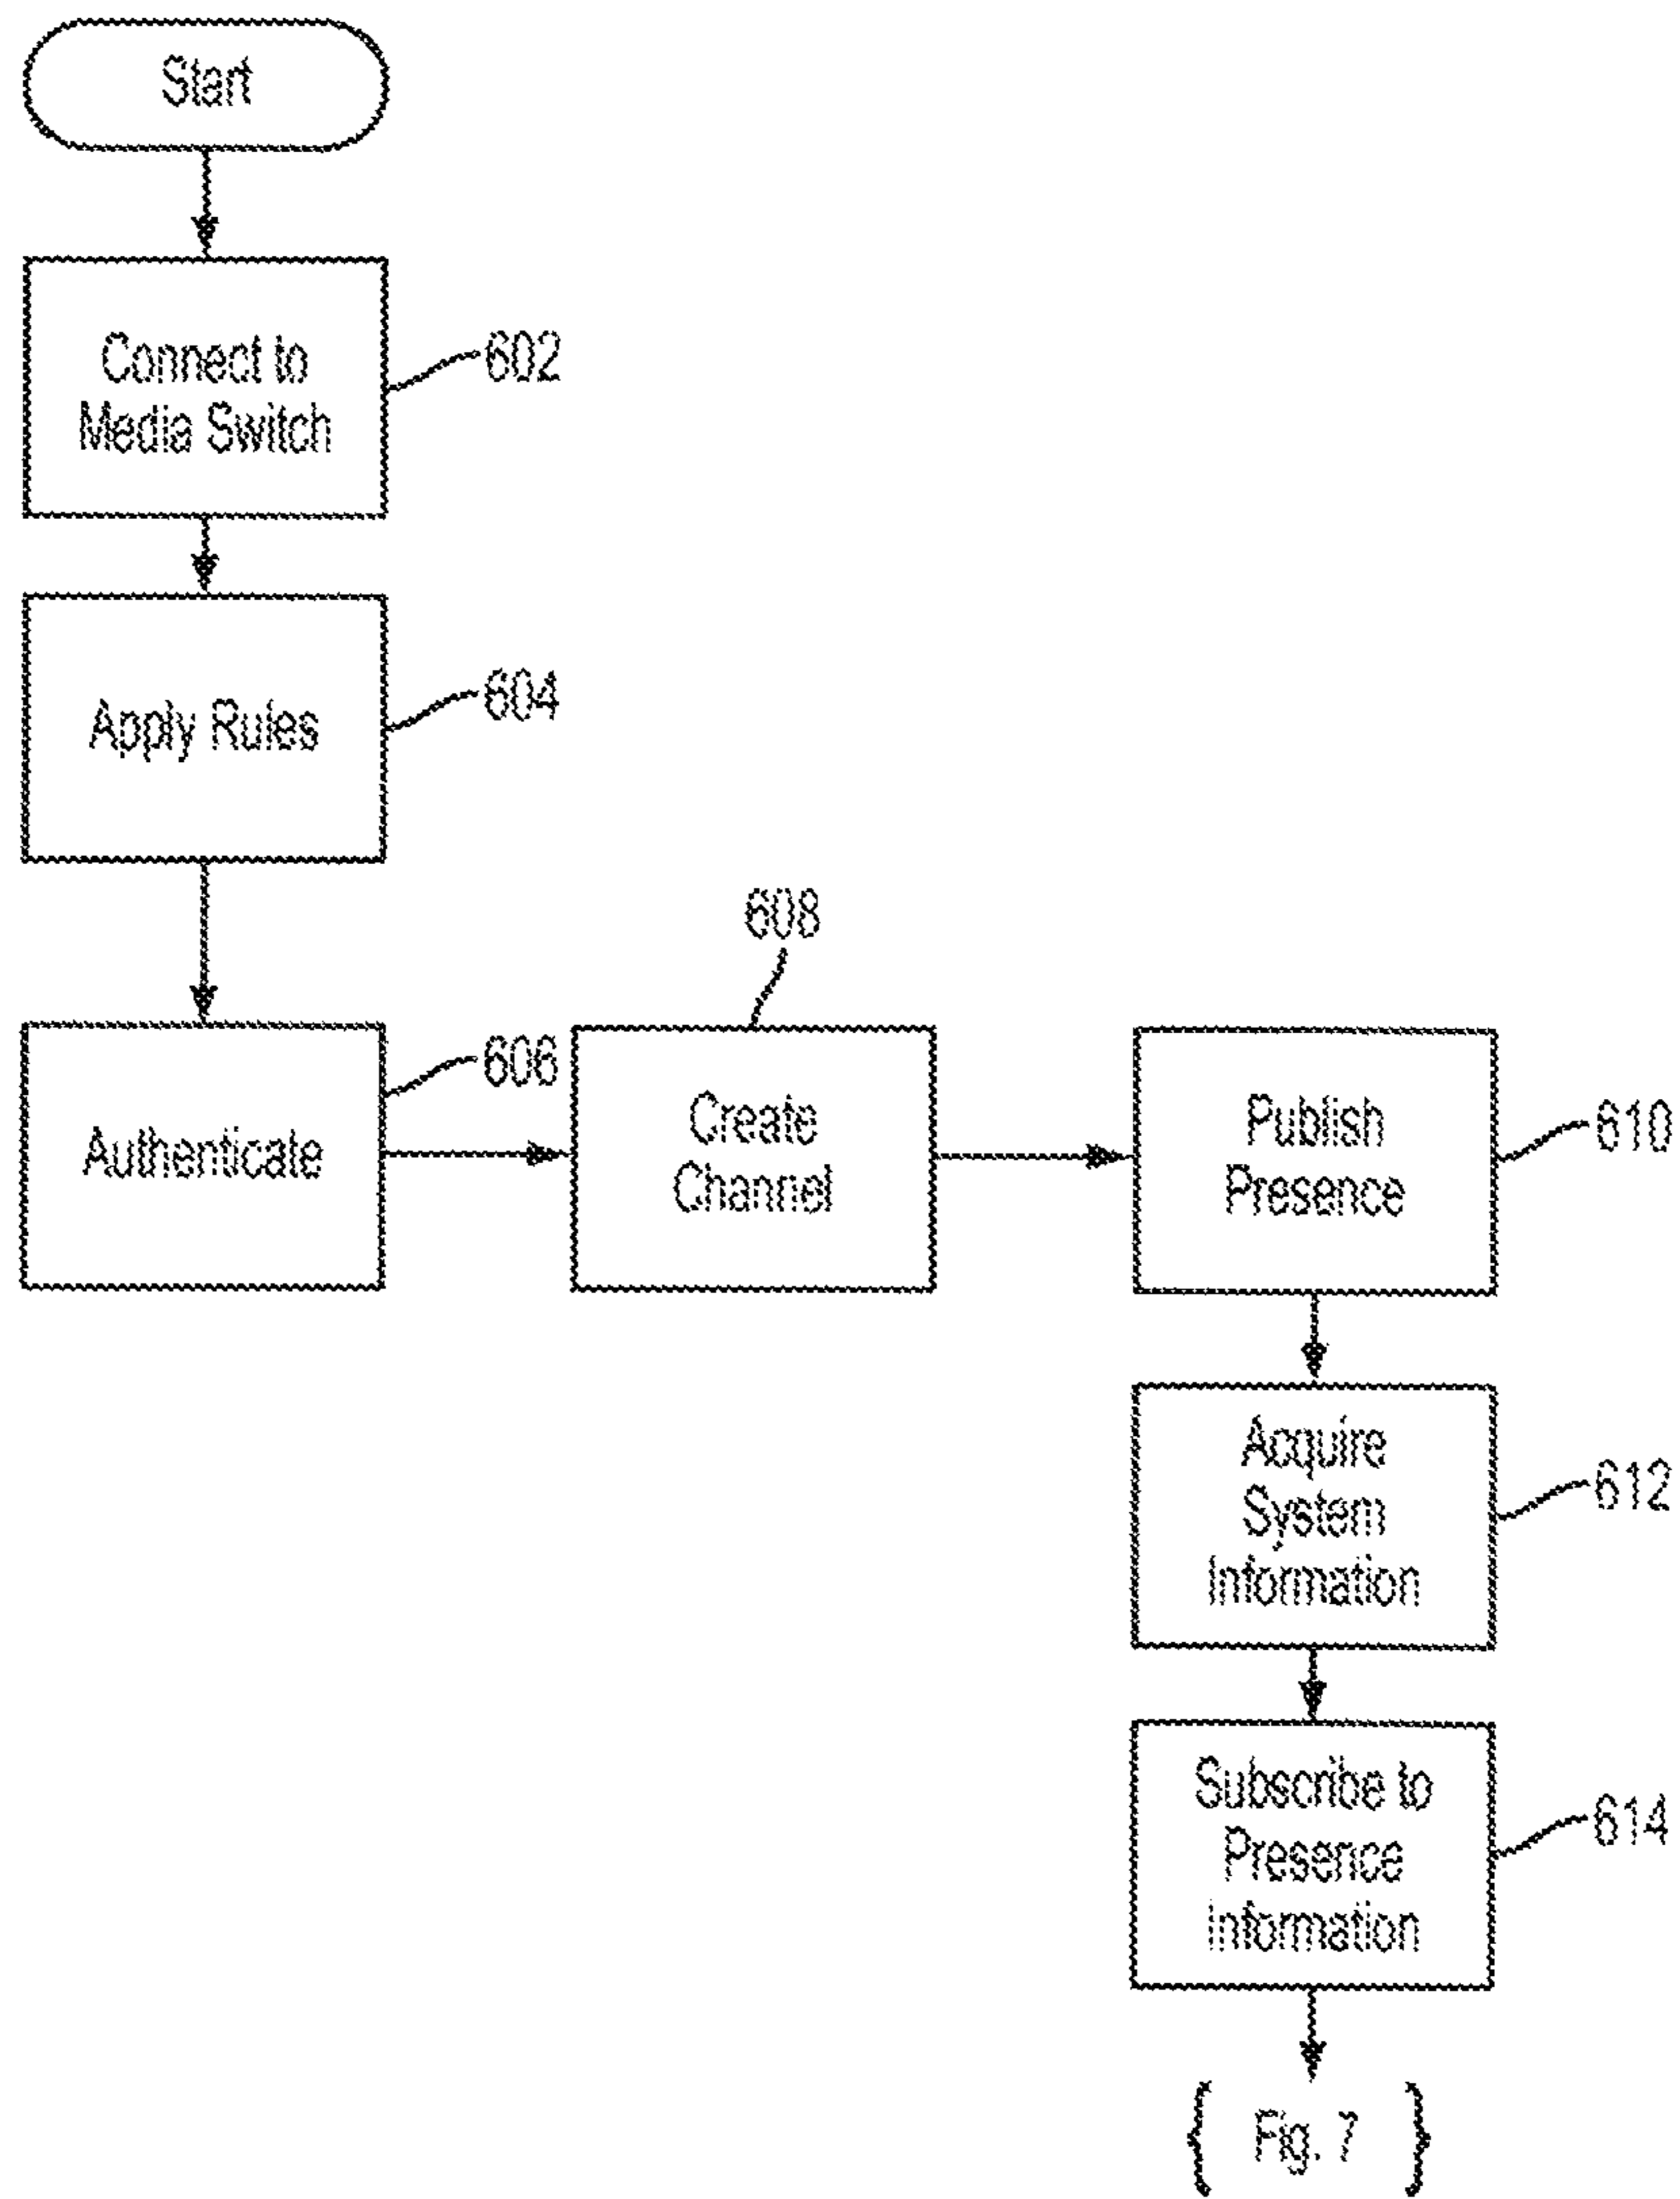 Start
Connect to
Media Switch
602
Apply Rules
604
Authenticate
606
608
Create
Channel
Publish
Presence
610
Acquire
System
Information
612
Subscribe to
Presence
Information
614
{ Fig. 7 }